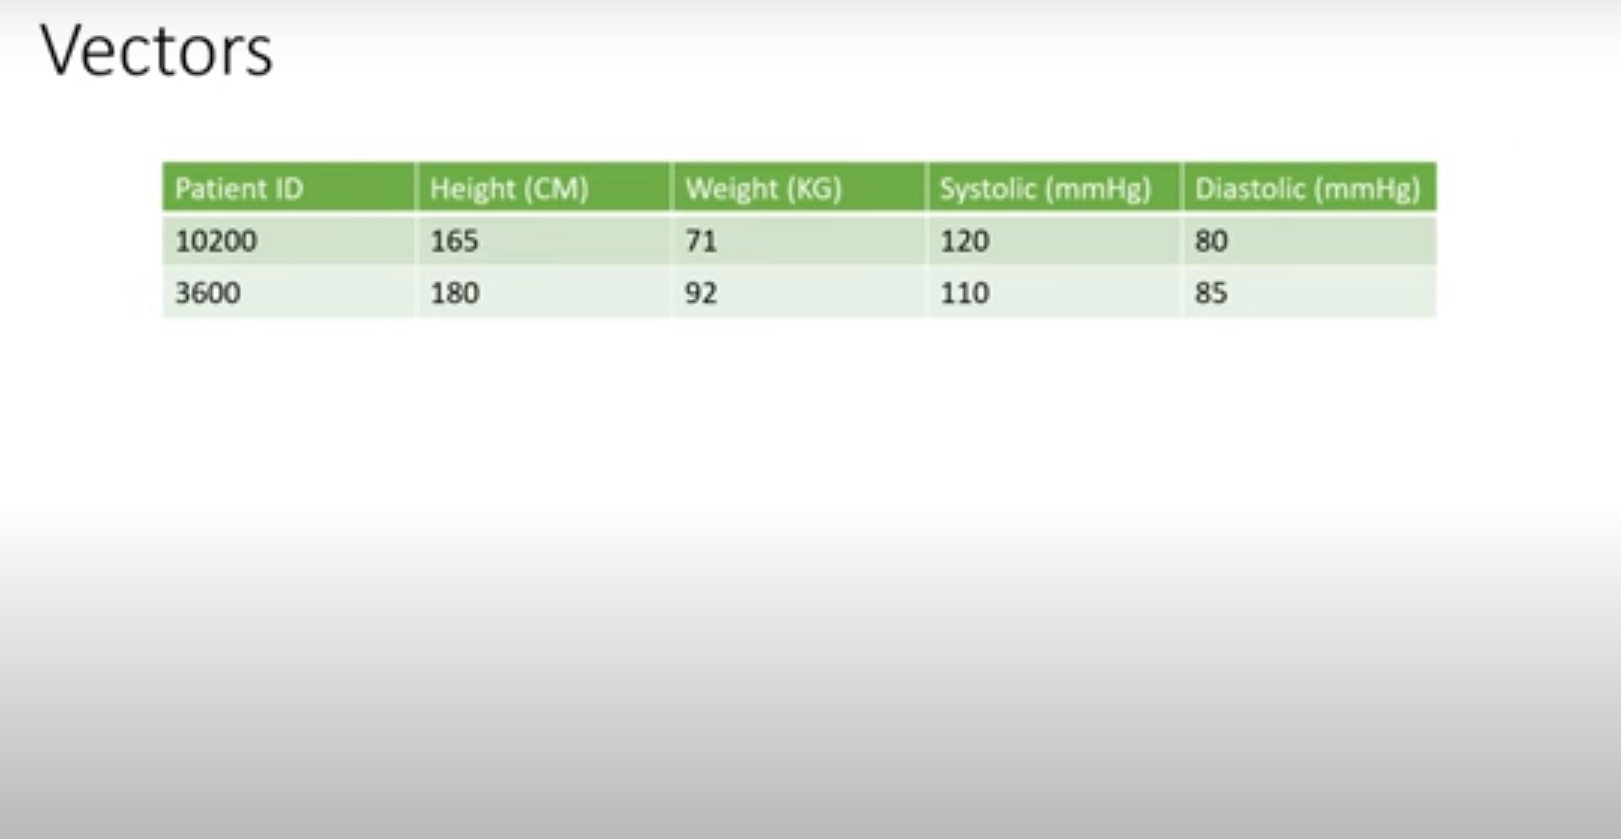 Vectors
Patient ID Height (CM) Weight (KG) Systolic (mmHg) Diastolic (mmHg)
10200 165 71 120 80
3600 180 92 110 85